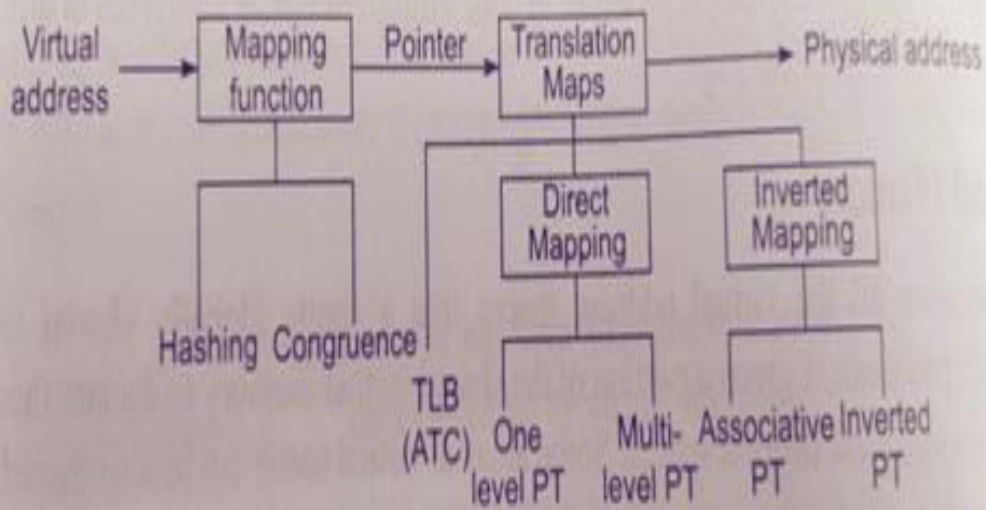 Virtual
address
Mapping
function
Pointer
Translation
Maps
Physical address
Direct
Mapping
Inverted
Mapping
Hashing
Congruence
TLB
(ATC)
One
level PT
Multi-
level PT
Associative
PT
Inverted
PT